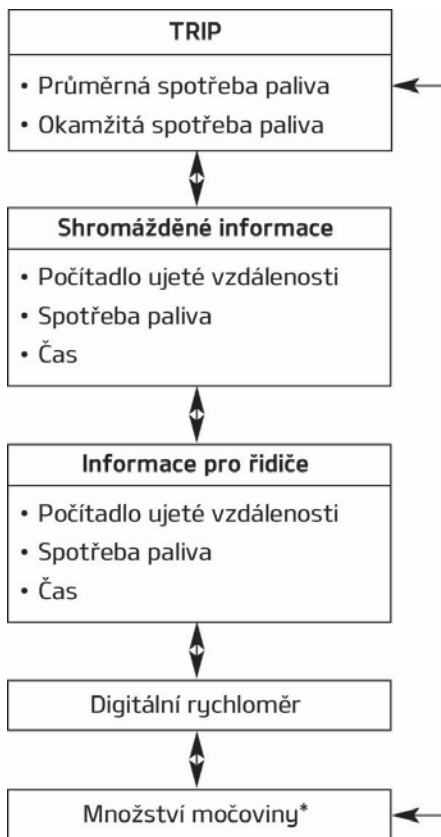 TRIP
• Průměrná spotřeba paliva
• Okamžitá spotřeba paliva
Shromážděné informace
• Počítadlo ujeté vzdálenosti
• Spotřeba paliva
• Čas
Informace pro řidiče
• Počítadlo ujeté vzdálenosti
• Spotřeba paliva
• Čas
Digitální rychloměr
Množství močoviny*